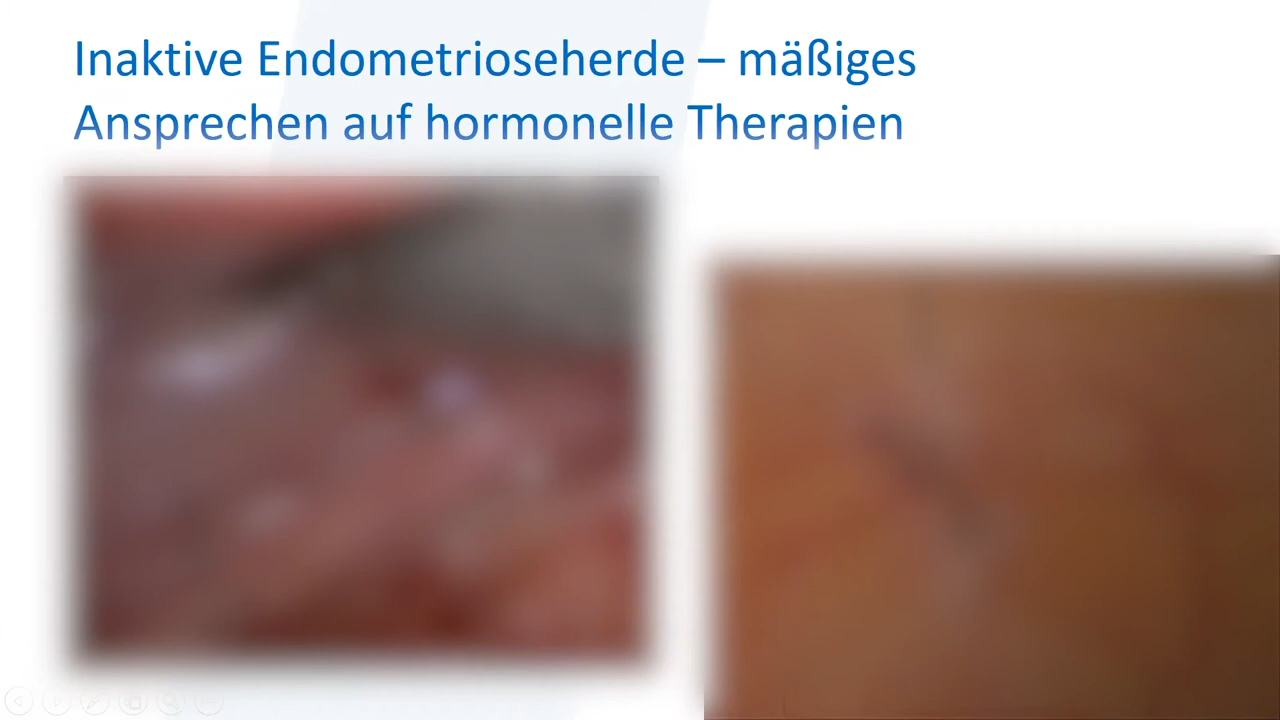 Inaktive Endometrioseherde – mäßiges
Ansprechen auf hormonelle Therapien